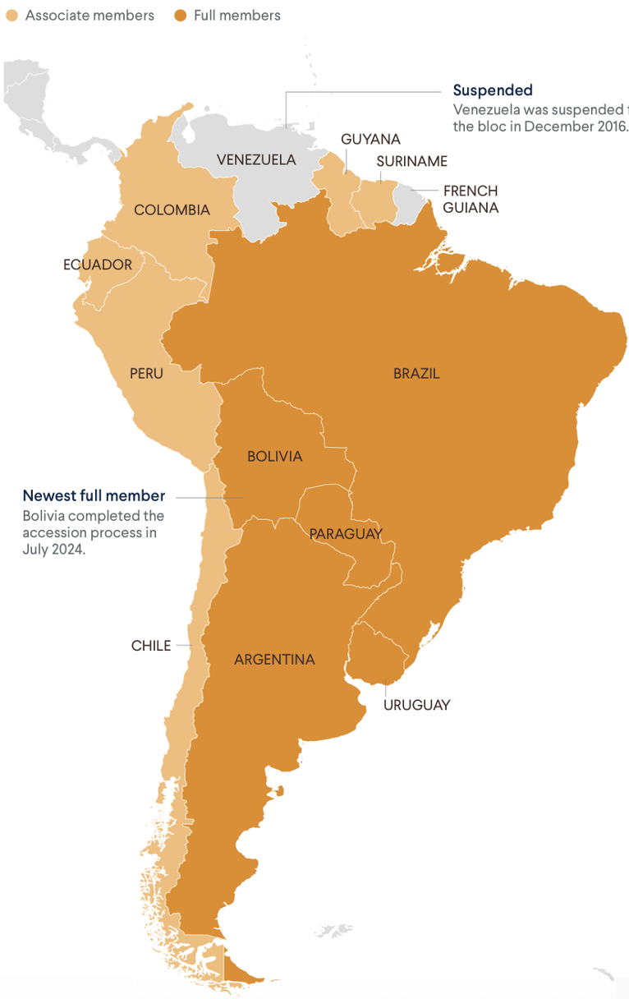 Associate members
Full members
Suspended
Venezuela was suspended
the bloc in December 2016.
GUYANA
VENEZUELA
SURINAME
FRENCH
GUIANA
COLOMBIA
ECUADOR
PERU
BRAZIL
BOLIVIA
Newest full member
Bolivia completed the
accession process in
July 2024.
PARAGUAY
CHILE
ARGENTINA
URUGUAY